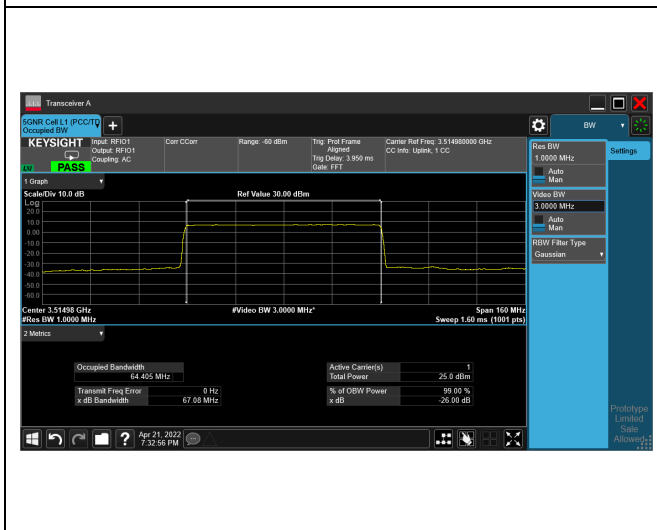 Transceiver A
5GNR Cell L1 (PCC/TD
Occupied BW
+
BW
KEYSIGHT
LVI
PASS
Input: RFIO1
Output: RFIO1
Coupling: AC
Corr CCorr
Range: -60 dBm
Trig: Prot Frame
Aligned
Trig Delay: 3.950 ms
Gate: FFT
Carrier Ref Freq: 3.514980000 GHz
CC Info: Uplink, 1 CC
Res BW
1.0000 MHz
Auto
Man
Video BW
3.0000 MHz
Auto
Man
RBW Filter Type
Gaussian
Settings
1 Graph
Scale/Div 10.0 dB
Ref Value 30.00 dBm
Log
20.0
10.0
0.00
-10.0
-20.0
-30.0
-40.0
-50.0
-60.0
Center 3.51498 GHz
#Video BW 3.0000 MHz*
Span 160 MHz
#Res BW 1.0000 MHz
Sweep 1.60 ms (1001 pts)
2 Metrics
Occupied Bandwidth
64.405 MHz
Active Carrier(s) 1
Total Power 25.0 dBm
Transmit Freq Error 0 Hz
x dB Bandwidth 67.08 MHz
% of OBW Power 99.00 %
x dB -26.00 dB
Prototype
Limited
Sale
Allowed
?
Apr 21, 2022
7:32:56 PM